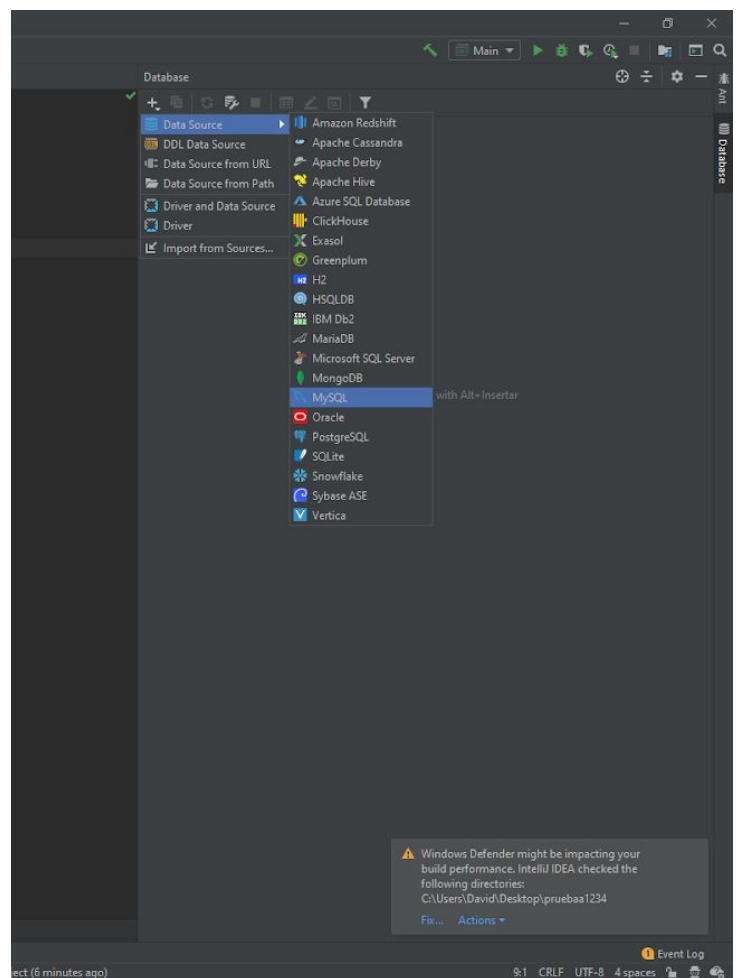 Main
Database
Ant
Database
Data Source
DDL Data Source
Data Source from URL
Data Source from Path
Driver and Data Source
Driver
Import from Sources...
Amazon Redshift
Apache Cassandra
Apache Derby
Apache Hive
Azure SQL Database
ClickHouse
Exasol
Greenplum
H2
HSQLDB
IBM Db2
MariaDB
Microsoft SQL Server
MongoDB
MySQL
Oracle
PostgreSQL
SQLite
Snowflake
Sybase ASE
Vertica
with Alt+Insertar
Windows Defender might be impacting your
build performance. IntelliJ IDEA checked the
following directories:
C:\Users\David\Desktop\pruebaa1234
Fix... Actions
1 Event Log
ect (6 minutes ago) 9:1 CRLF UTF-8 4 spaces